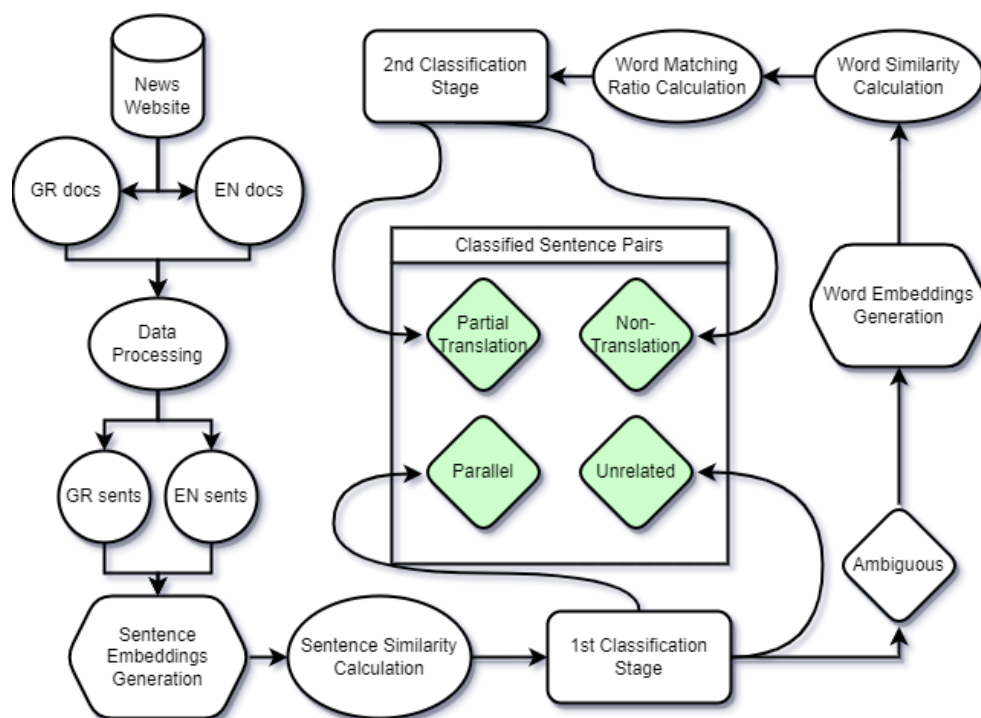 News
Website
GR docs
EN docs
Data
Processing
GR sents
EN sents
Sentence
Embeddings
Generation
Sentence Similarity
Calculation
1st Classification
Stage
Ambiguous
Word Embeddings
Generation
Word Similarity
Calculation
Word Matching
Ratio Calculation
2nd Classification
Stage
Classified Sentence Pairs
Partial
Translation
Non-
Translation
Parallel
Unrelated